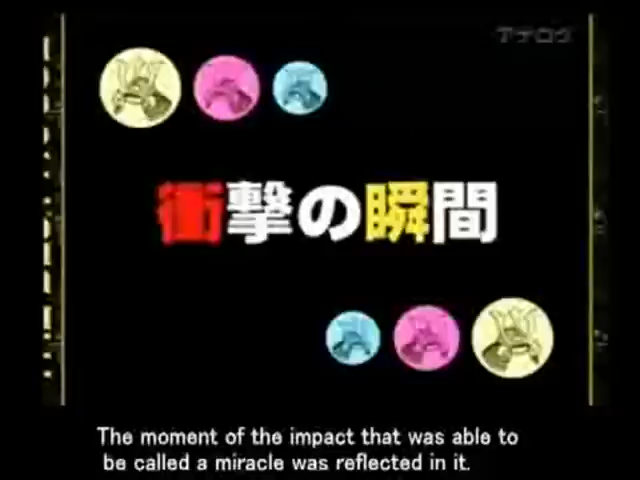 アナログ
衝撃の瞬間
The moment of the impact that was able to
be called a miracle was reflected in it.